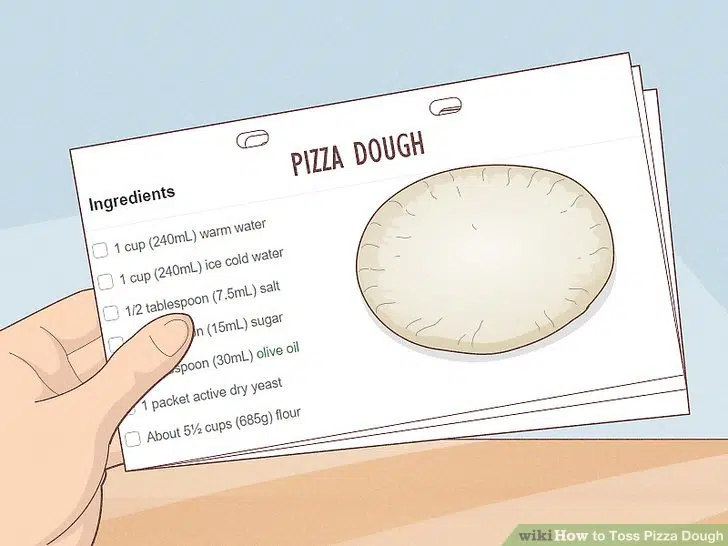 PIZZA DOUGH
Ingredients
1 cup (240mL) warm water
1 cup (240mL) ice cold water
1/2 tablespoon (7.5mL) salt
(15mL) sugar
(30mL) olive oil
1 packet active dry yeast
About 5½ cups (685g) flour
wikiHow to Toss Pizza Dough